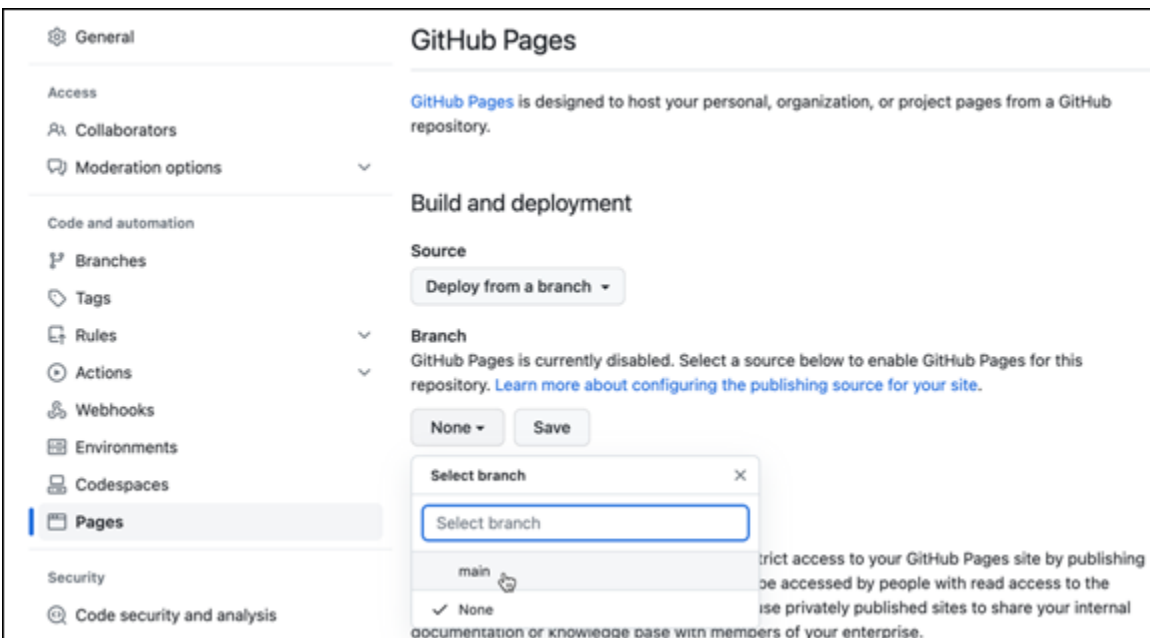 General
Access
Collaborators
Moderation options
Code and automation
Branches
Tags
Rules
Actions
Webhooks
Environments
Codespaces
Pages
Security
Code security and analysis
GitHub Pages
GitHub Pages is designed to host your personal, organization, or project pages from a GitHub
repository.
Build and deployment
Source
Deploy from a branch
Branch
GitHub Pages is currently disabled. Select a source below to enable GitHub Pages for this
repository. Learn more about configuring the publishing source for your site.
None Save
Select branch
Select branch
main
None
trict access to your GitHub Pages site by publishing
be accessed by people with read access to the
use privately published sites to share your internal
documentation or knowledge base with members of your enterprise.